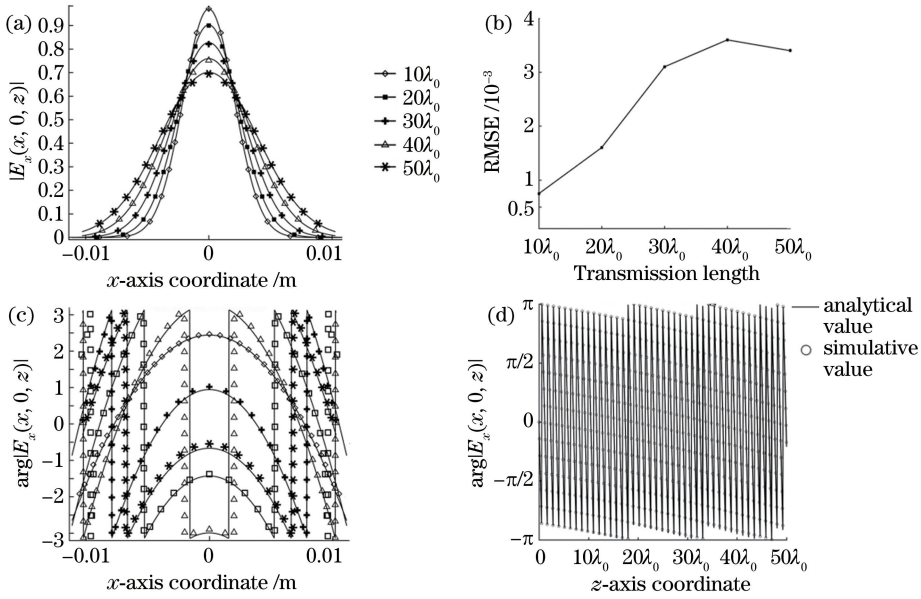 (a)
|Eₓ(x, 0, z)|
0.9
0.8
0.7
0.6
0.5
0.4
0.3
0.2
0.1
0
−0.01
0
0.01
x-axis coordinate /m
10λ₀
20λ₀
30λ₀
40λ₀
50λ₀
(b)
RMSE /10⁻³
4
3
2
1
0.5
10λ₀
20λ₀
30λ₀
40λ₀
50λ₀
Transmission length
(c)
arg|Eₓ(x, 0, z)|
3
2
1
0
−1
−2
−3
−0.01
0
0.01
x-axis coordinate /m
(d)
arg|Eₓ(x, 0, z)|
π
π/2
0
−π/2
−π
0
10λ₀
20λ₀
30λ₀
40λ₀
50λ₀
z-axis coordinate
analytical
value
simulative
value